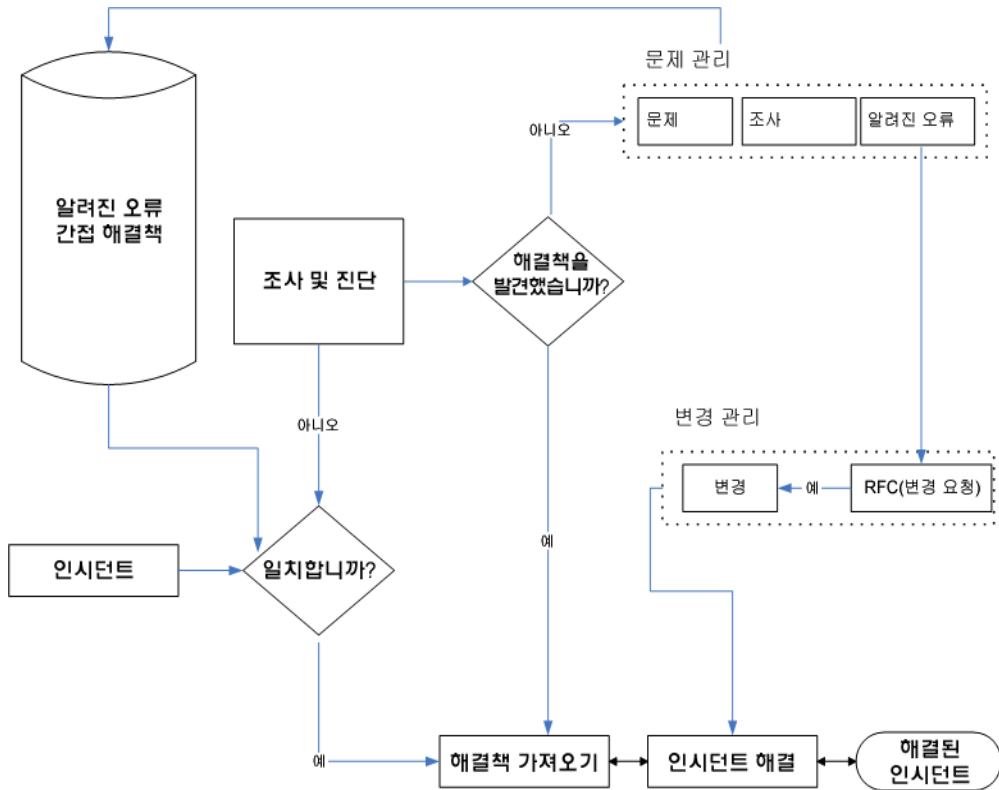 문제 관리
문제
조사
알려진 오류
아니오
알려진 오류
간접 해결책
조사 및 진단
해결책을
발견했습니까?
아니오
변경 관리
변경
예
RFC(변경 요청)
인시던트
일치합니까?
예
예
해결책 가져오기
인시던트 해결
해결된
인시던트